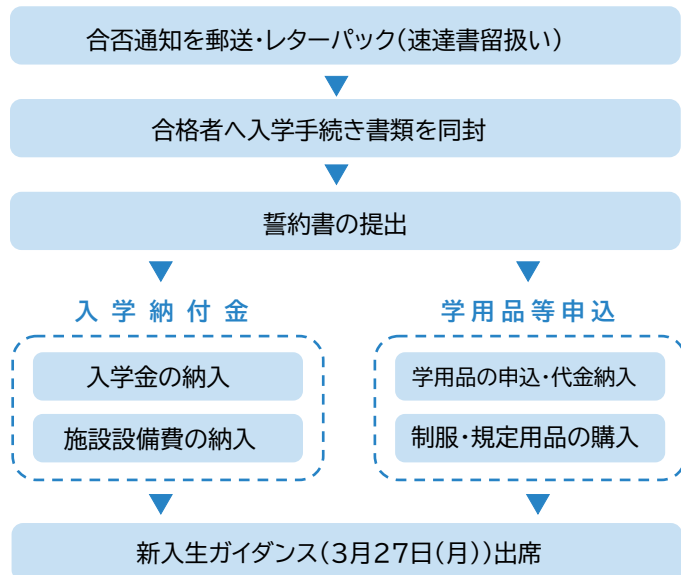 合否通知を郵送・レターパック(速達書留扱い)
合格者へ入学手続き書類を同封
誓約書の提出
入学納付金
入学金の納入
施設設備費の納入
学用品等申込
学用品の申込・代金納入
制服・規定用品の購入
新入生ガイダンス(3月27日(月))出席